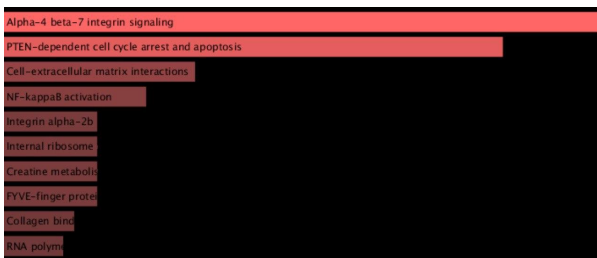 Alpha-4 beta-7 integrin signaling
PTEN-dependent cell cycle arrest and apoptosis
Cell-extracellular matrix interactions
NF-kappaB activation
Integrin alpha-2b
Internal ribosome
Creatine metabolis
FYVE-finger protei
Collagen bind
RNA polyme